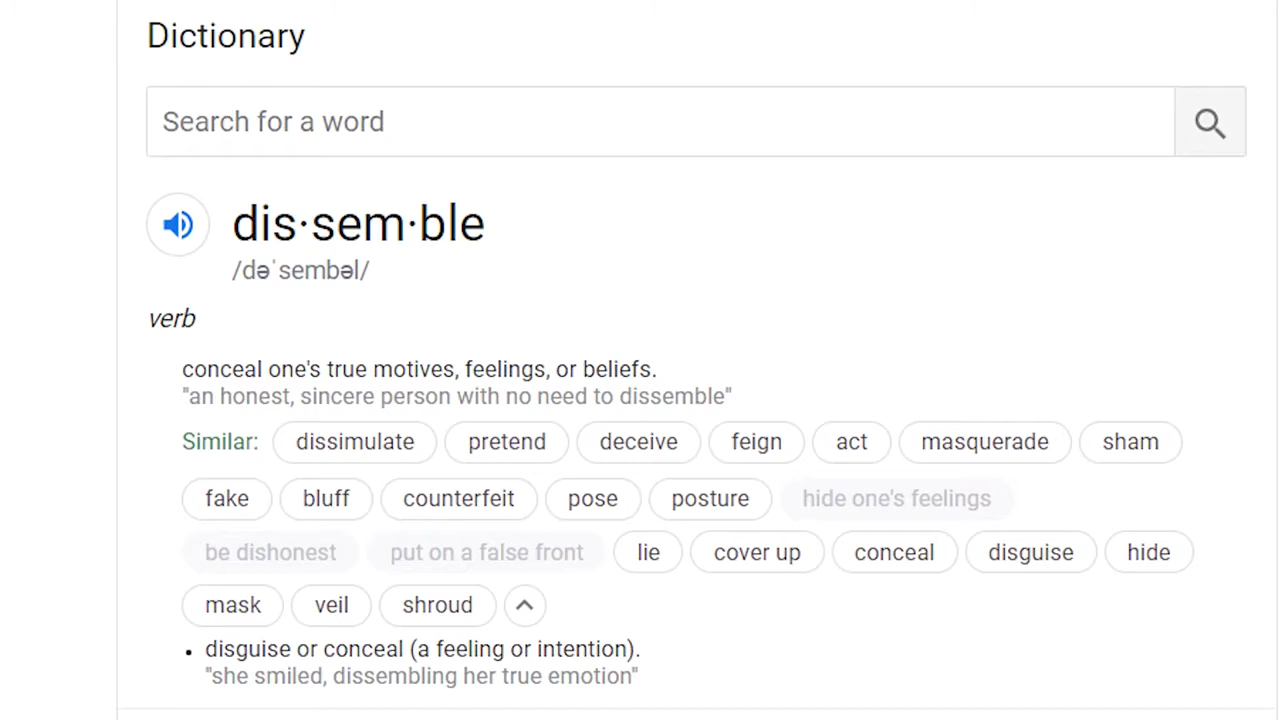 Dictionary
Search for a word
dis·sem·ble
/dəˈsembəl/
verb
conceal one's true motives, feelings, or beliefs.
"an honest, sincere person with no need to dissemble"
Similar: dissimulate pretend deceive feign act masquerade sham
fake bluff counterfeit pose posture hide one's feelings
be dishonest put on a false front lie cover up conceal disguise hide
mask veil shroud
• disguise or conceal (a feeling or intention).
"she smiled, dissembling her true emotion"